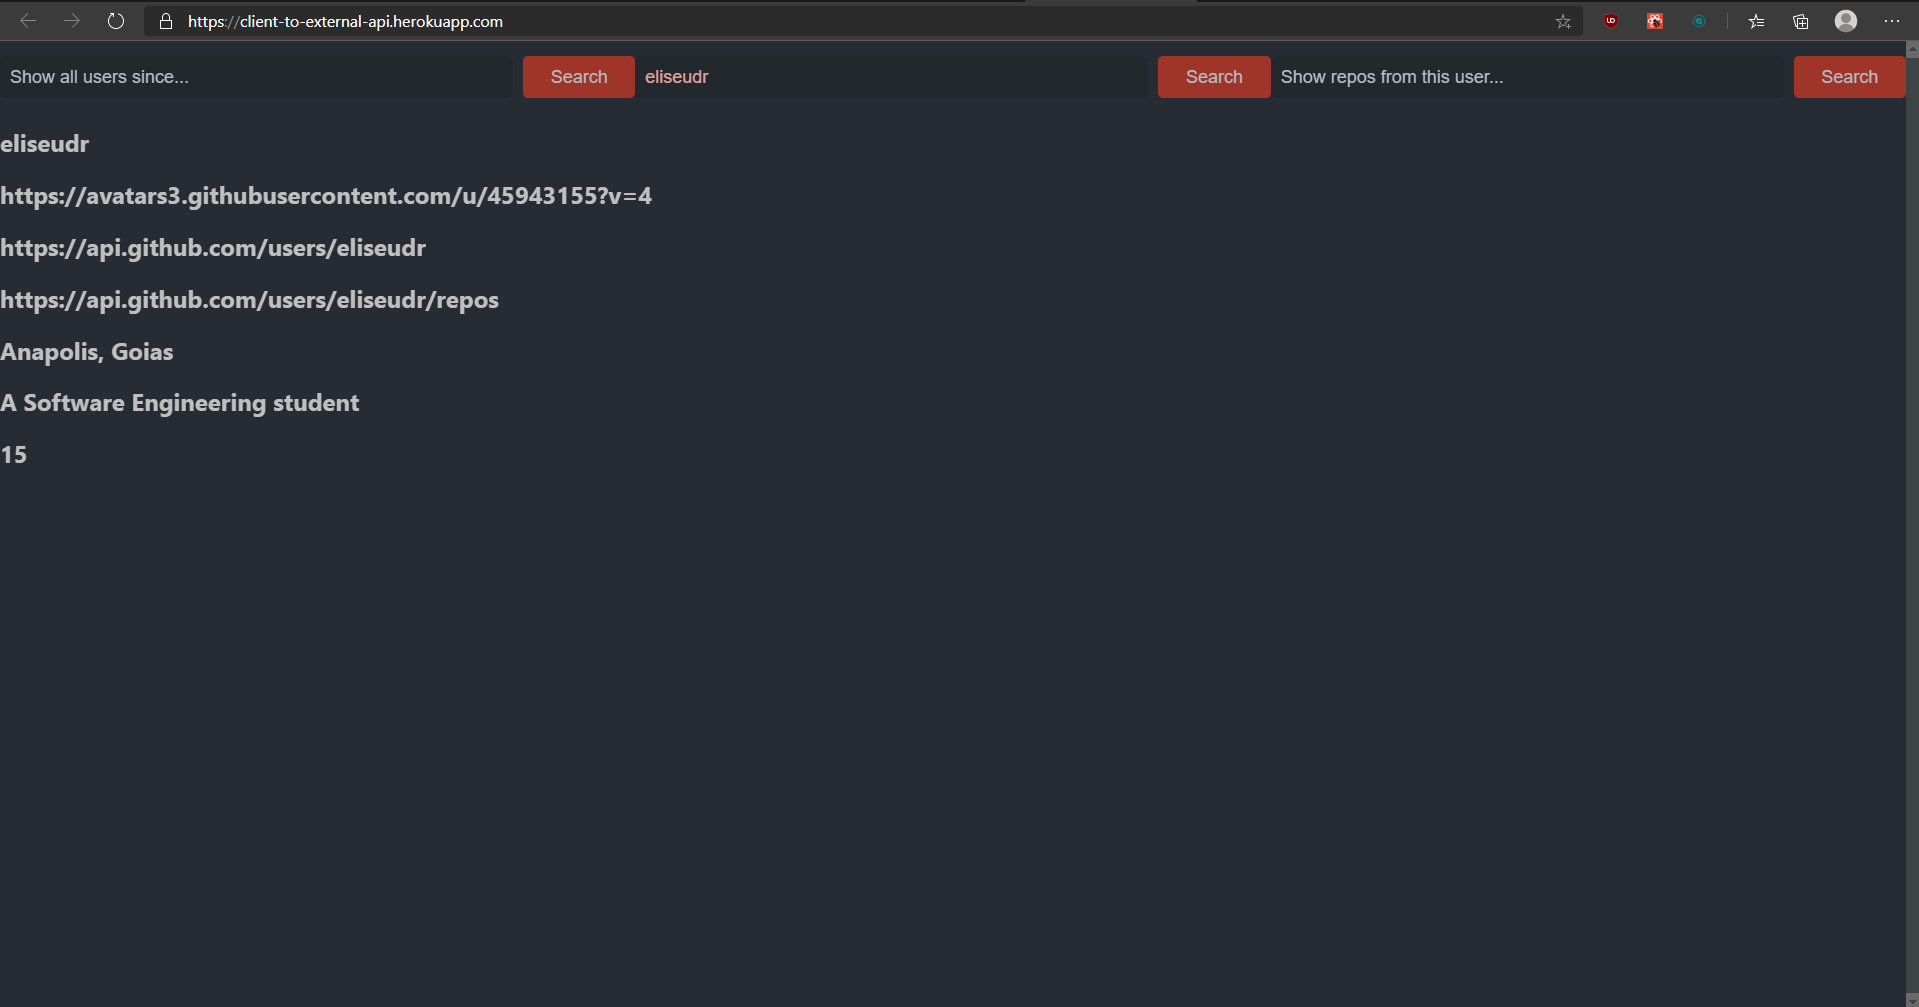 https://client-to-external-api.herokuapp.com
Show all users since... Search eliseudr Search Show repos from this user... Search
eliseudr
https://avatars3.githubusercontent.com/u/45943155?v=4
https://api.github.com/users/eliseudr
https://api.github.com/users/eliseudr/repos
Anapolis, Goias
A Software Engineering student
15